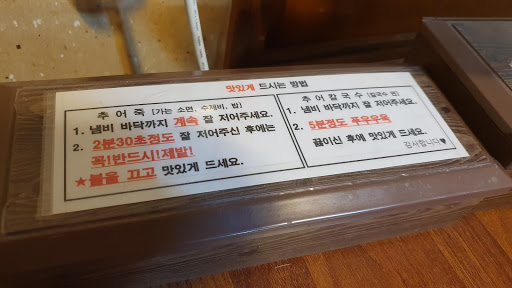 맛있게 드시는 방법
추 어 죽 [가는 소면, 수제비, 밥]
1. 냄비 바닥까지 계속 잘 저어주세요.
2. 2분30초정도 잘 저어주신 후에는
꼭!반드시!제발!
★불을 끄고 맛있게 드세요.
추 어 칼 국 수 [칼국수 면]
1. 냄비 바닥까지 잘 저어주세요.
2. 5분정도 푸우우욱
끓이신 후에 맛있게 드세요.
감사합니다♥